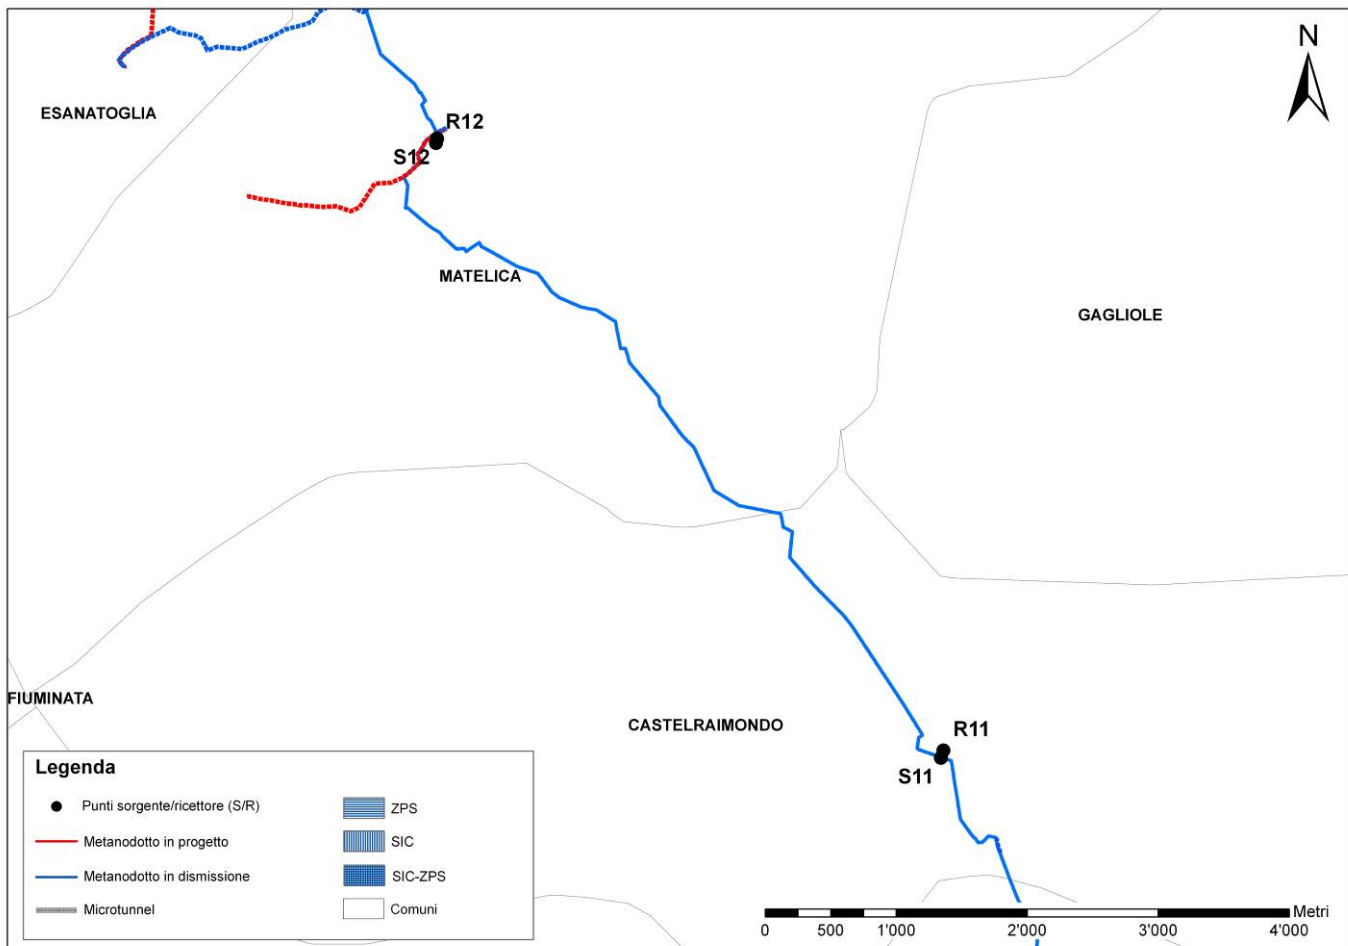 N
ESANATOGLIA
R12
S12
MATELICA
GAGLIOLE
FIUMINATA
CASTELRAIMONDO
R11
S11
Legenda
Punti sorgente/ricettore (S/R)
Metanodotto in progetto
Metanodotto in dismissione
Microtunnel
ZPS
SIC
SIC-ZPS
Comuni
Metri
0 500 1'000 2'000 3'000 4'000